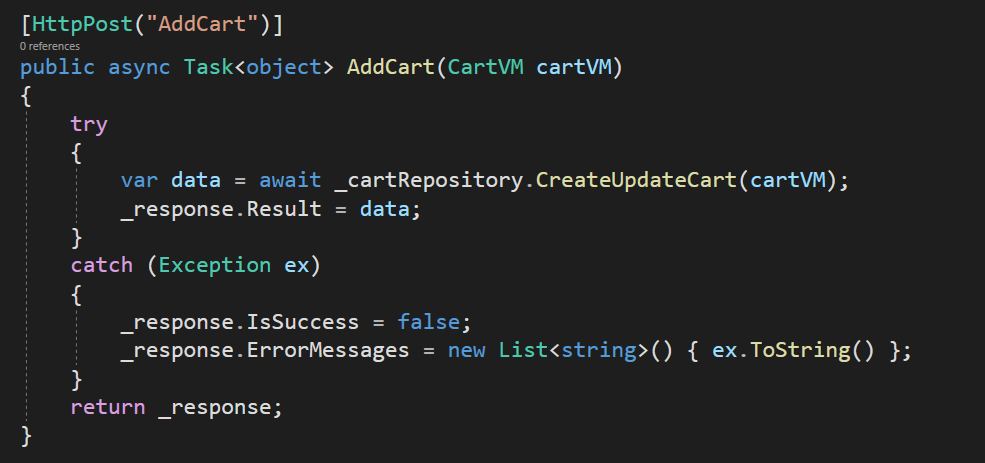 [HttpPost("AddCart")]
0 references
public async Task<object> AddCart(CartVM cartVM)
{
try
{
var data = await _cartRepository.CreateUpdateCart(cartVM);
_response.Result = data;
}
catch (Exception ex)
{
_response.IsSuccess = false;
_response.ErrorMessages = new List<string>() { ex.ToString() };
}
return _response;
}